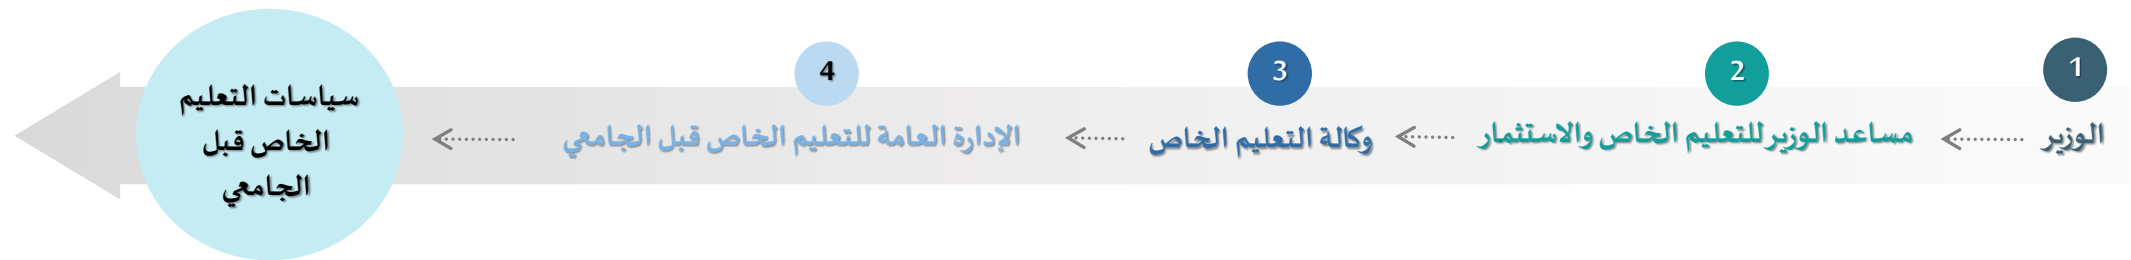 1
الوزير
2
مساعد الوزير للتعليم الخاص والاستثمار
3
وكالة التعليم الخاص
4
الإدارة العامة للتعليم الخاص قبل الجامعي
سياسات التعليم
الخاص قبل
الجامعي